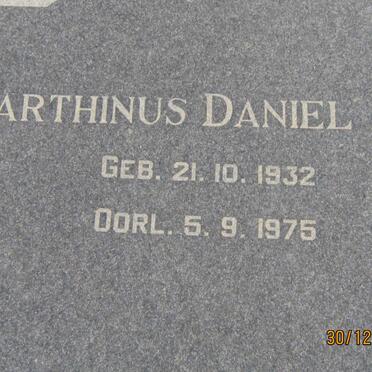 ARTHINUS DANIEL
GEB. 21. 10. 1932
OORL. 5. 9. 1975
30/12